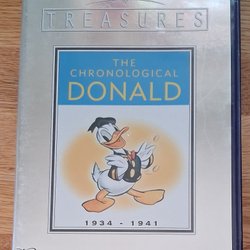 TREASURES
THE
CHRONOLOGICAL
DONALD
1934 - 1941